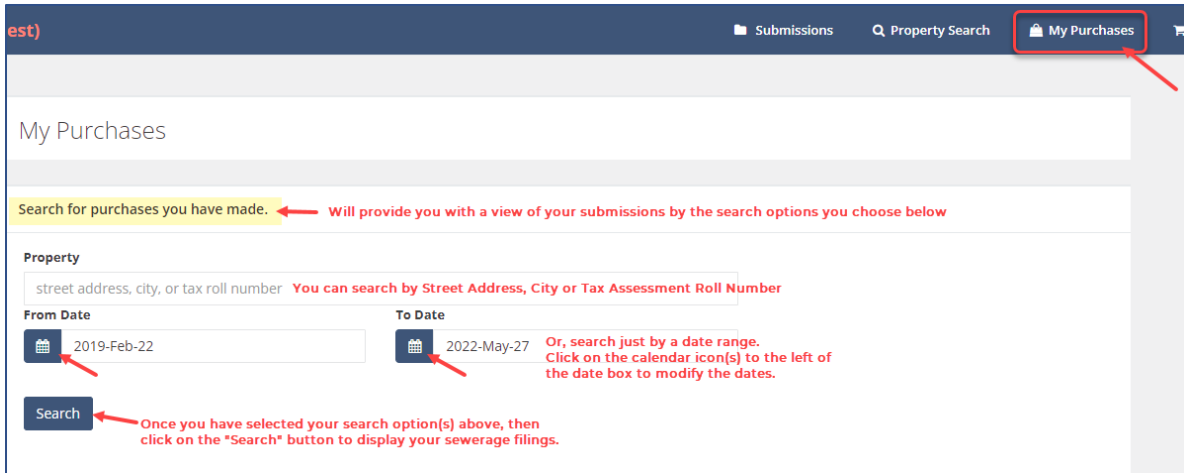 est) Submissions Property Search My Purchases
My Purchases
Search for purchases you have made. Will provide you with a view of your submissions by the search options you choose below
Property
street address, city, or tax roll number You can search by Street Address, City or Tax Assessment Roll Number
From Date To Date
2019-Feb-22 2022-May-27 Or, search just by a date range.
Click on the calendar icon(s) to the left of
the date box to modify the dates.
Search
Once you have selected your search option(s) above, then
click on the "Search" button to display your sewerage filings.